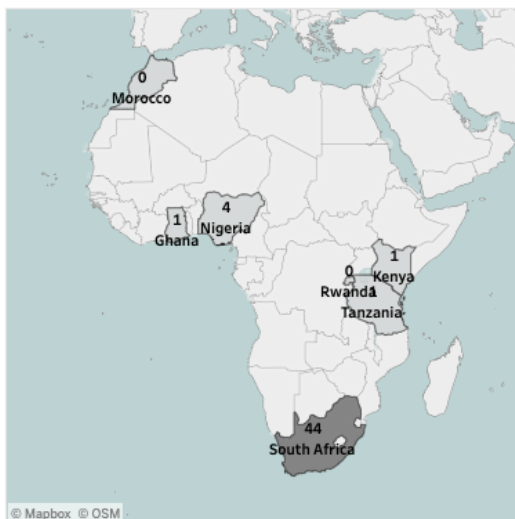 0
Morocco
1
Ghana
4
Nigeria
1
Kenya
0
Rwanda
1
Tanzania
44
South Africa
© Mapbox © OSM